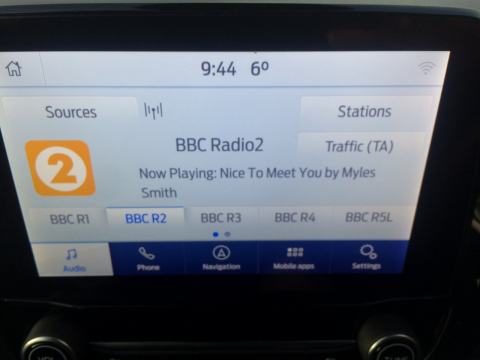 9:44 6º
Sources
Stations
BBC Radio2
Traffic (TA)
2
Now Playing: Nice To Meet You by Myles
Smith
BBC R1 BBC R2 BBC R3 BBC R4 BBC R5L
Audio Phone Navigation Mobile apps Settings
VOL